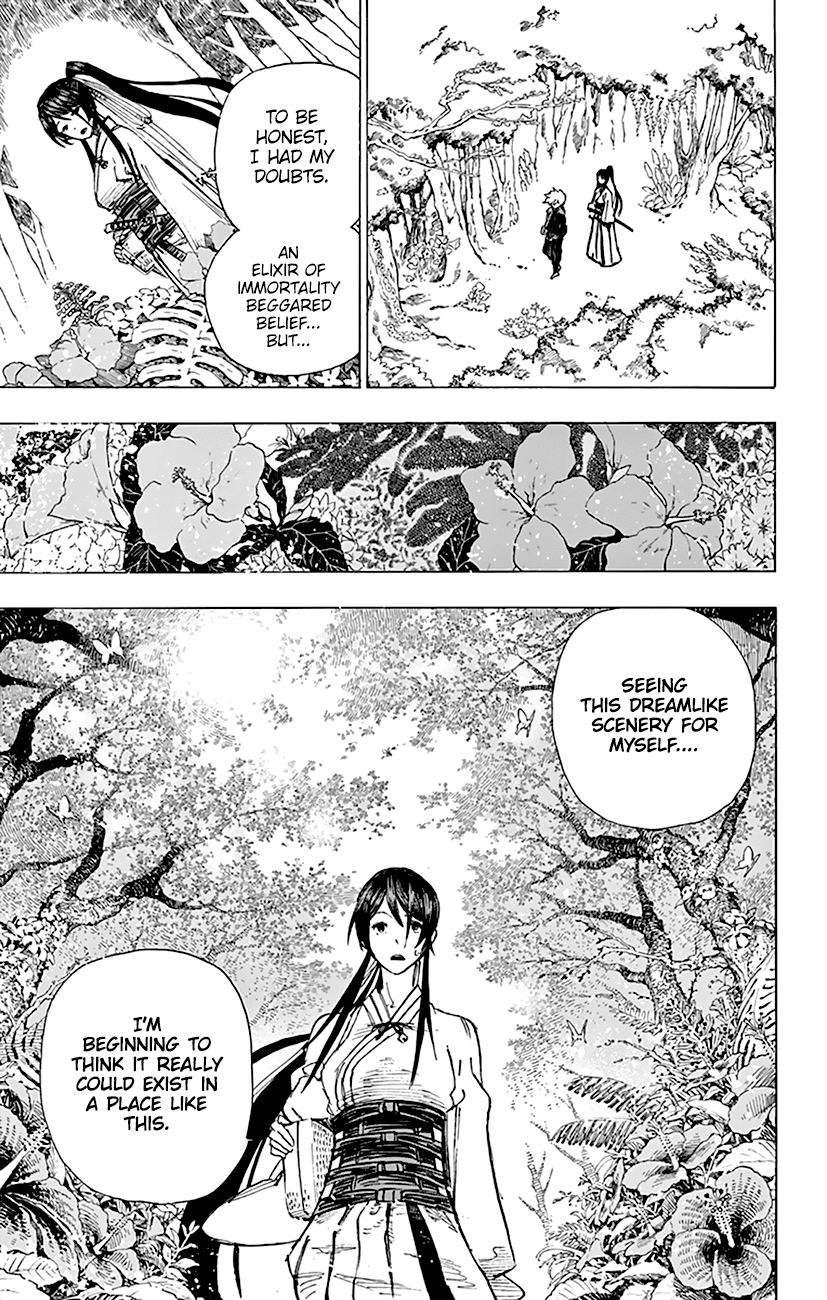 TO BE
HONEST,
I HAD MY
DOUBTS.
AN
ELIXIR OF
IMMORTALITY
BEGGARED
BELIEF...
BUT...
SEEING
THIS DREAMLIKE
SCENERY FOR
MYSELF....
I'M
BEGINNING TO
THINK IT REALLY
COULD EXIST IN
A PLACE LIKE
THIS.